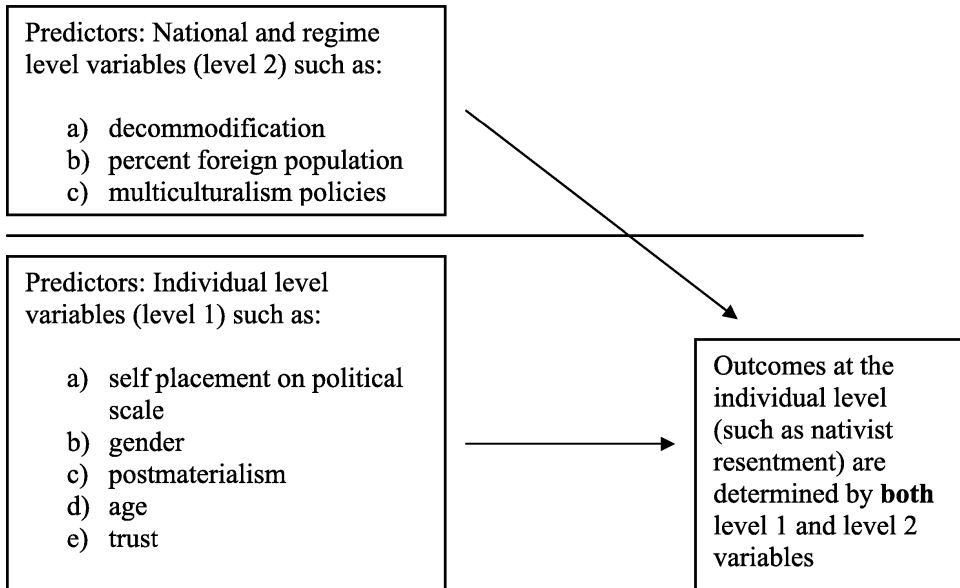 Predictors: National and regime
level variables (level 2) such as:
a) decommodification
b) percent foreign population
c) multiculturalism policies
Predictors: Individual level
variables (level 1) such as:
a) self placement on political
scale
b) gender
c) postmaterialism
d) age
e) trust
Outcomes at the
individual level
(such as nativist
resentment) are
determined by both
level 1 and level 2
variables